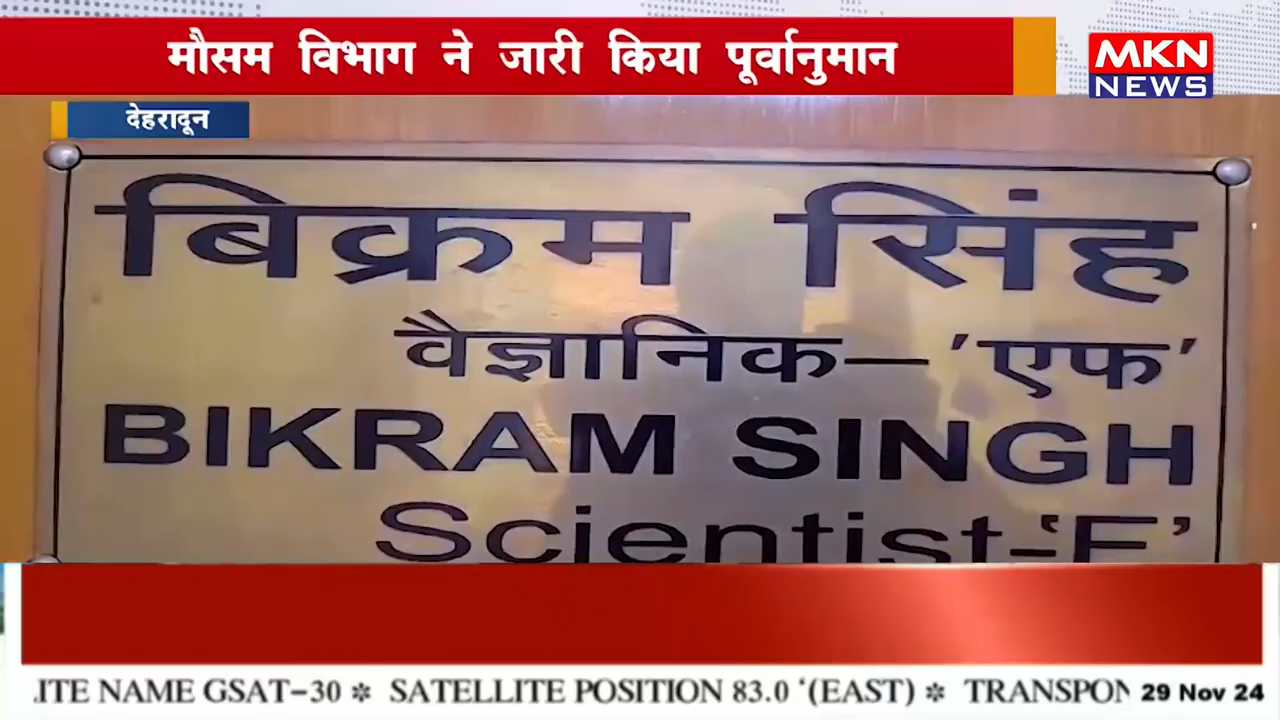 मौसम विभाग ने जारी किया पूर्वानुमान
MKN
NEWS
देहरादून
बिक्रम सिंह
वैज्ञानिक–'एफ'
BIKRAM SINGH
Scientist-‘F’
.ITE NAME GSAT–30 ✻ SATELLITE POSITION 83.0 ‘(EAST) ✻ TRANSPON
29 Nov 24